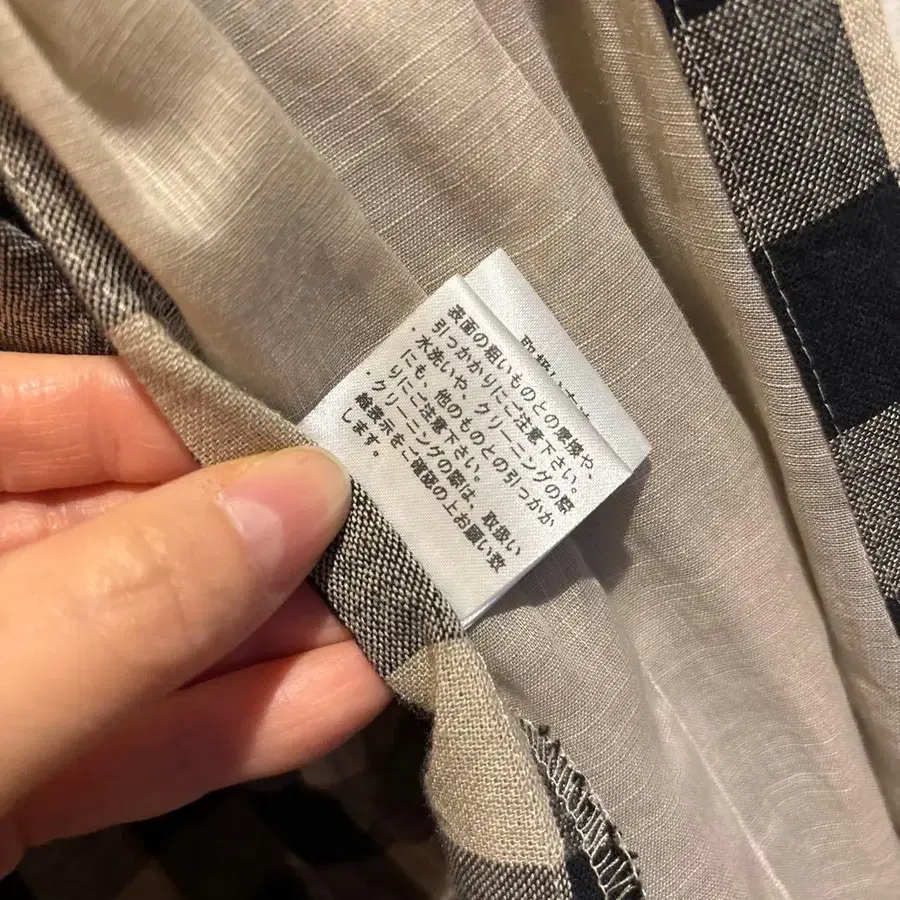 表面の粗いものとの摩擦や、
引っかかりにご注意下さい。
・水洗いや、クリーニングの際
にも、他のものとの引っかか
りにご注意下さい。
・クリーニングの際は、取扱い
表示をご確認の上お願い致
します。
取扱い